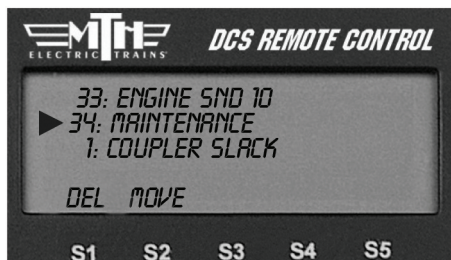 MTH DCS REMOTE CONTROL
ELECTRIC TRAINS
33: ENGINE SND 10
34: MAINTENANCE
1: COUPLER SLACK
DEL MOVE
S1 S2 S3 S4 S5